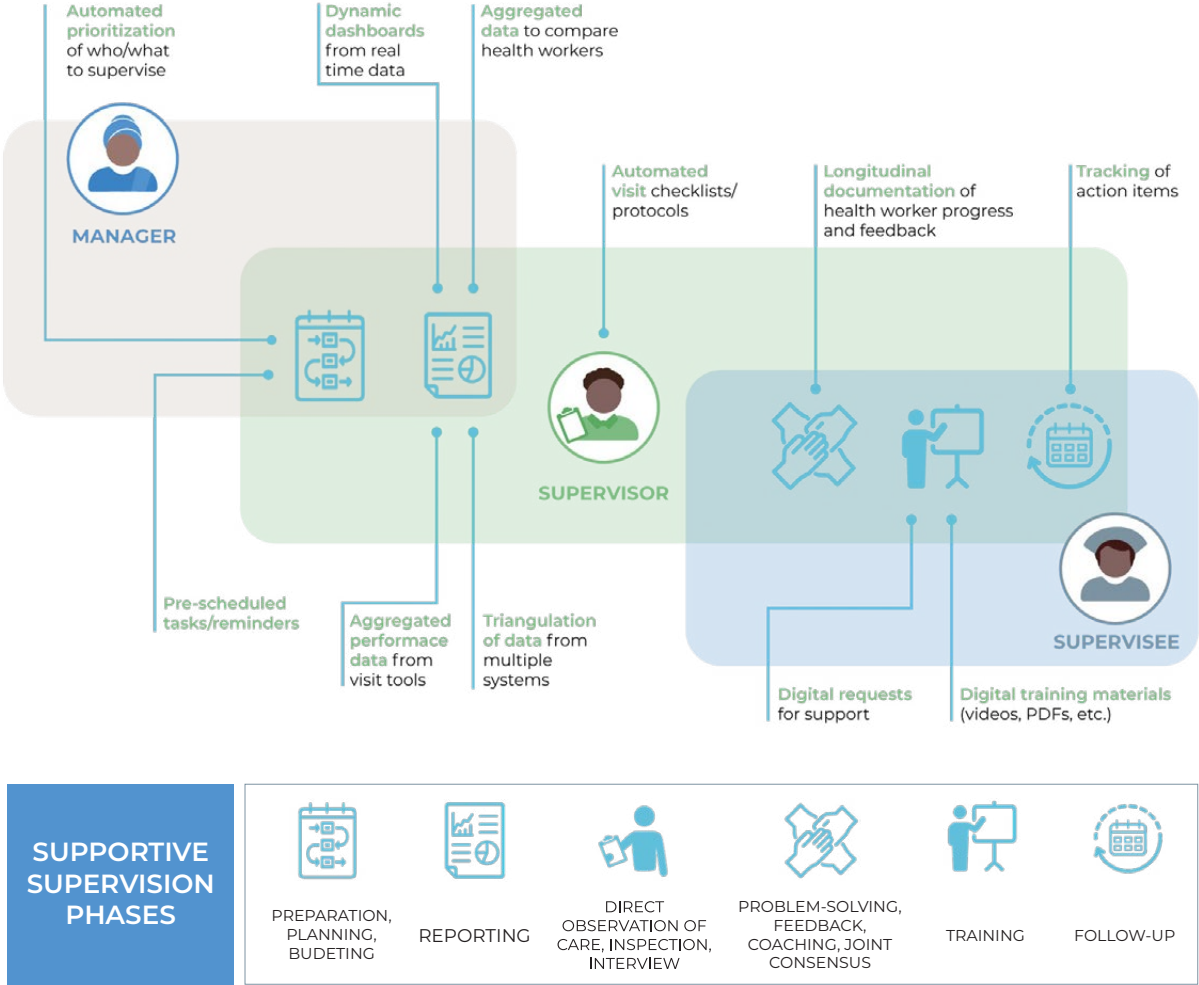 Automated
prioritization
of who/what
to supervise
Dynamic
dashboards
from real
time data
Aggregated
data to compare
health workers
MANAGER
Automated
visit checklists/
protocols
Longitudinal
documentation of
health worker progress
and feedback
Tracking of
action items
SUPERVISOR
Pre-scheduled
tasks/reminders
Aggregated
performace
data from
visit tools
Triangulation
of data from
multiple
systems
SUPERVISEE
Digital requests
for support
Digital training materials
(videos, PDFs, etc.)
SUPPORTIVE
SUPERVISION
PHASES
PREPARATION,
PLANNING,
BUDETING
REPORTING
DIRECT
OBSERVATION OF
CARE, INSPECTION,
INTERVIEW
PROBLEM-SOLVING,
FEEDBACK,
COACHING, JOINT
CONSENSUS
TRAINING
FOLLOW-UP